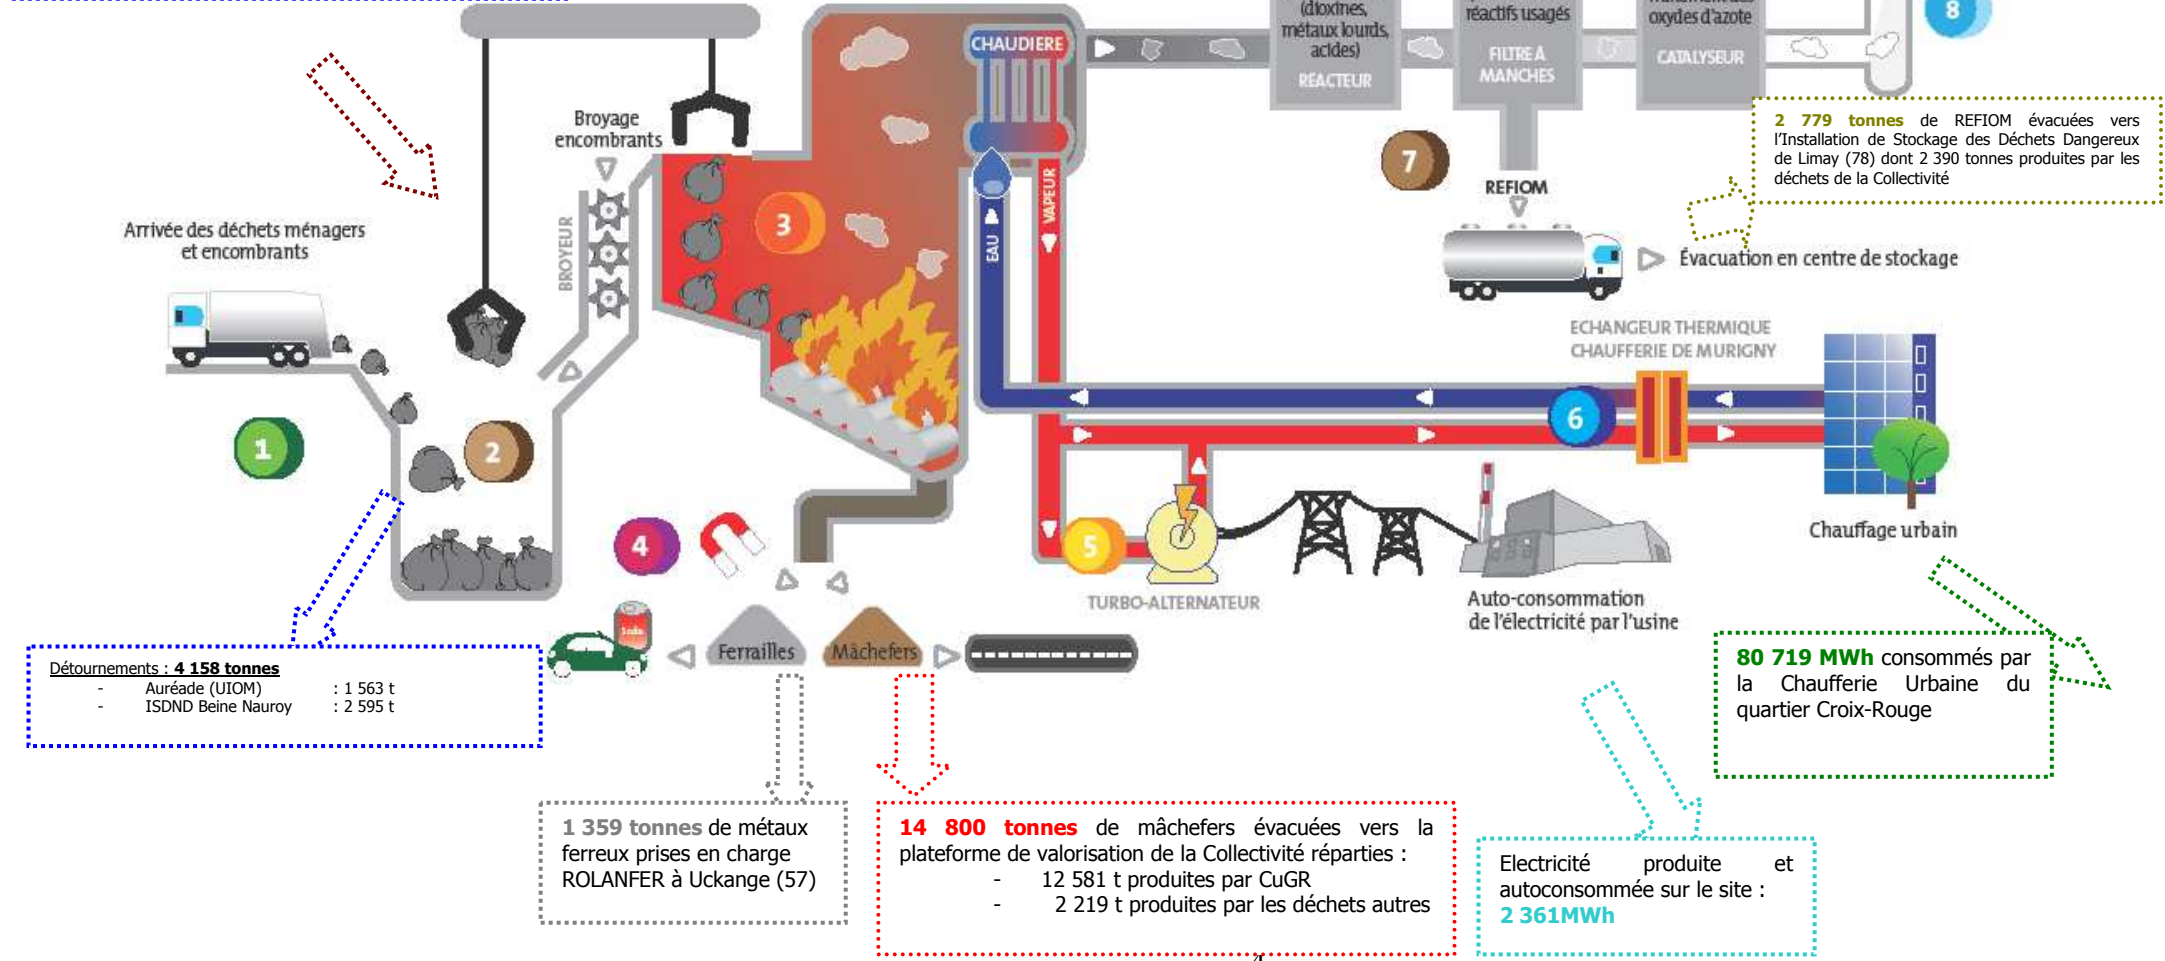 (dioxines,
métaux lourds,
acides)
REACTEUR
réactifs usagés
FILTRE A
MANCHES
oxydes d'azote
CATALYSEUR
8
CHAUDIERE
Broyage
encombrants
BROYEUR
3
EAU
VAPEUR
7
REFIOM
2 779 tonnes de REFIOM évacuées vers
l'Installation de Stockage des Déchets Dangereux
de Limay (78) dont 2 390 tonnes produites par les
déchets de la Collectivité
Évacuation en centre de stockage
Arrivée des déchets ménagers
et encombrants
1
2
ECHANGEUR THERMIQUE
CHAUFFERIE DE MURIGNY
6
Chauffage urbain
4
5
TURBO-ALTERNATEUR
Auto-consommation
de l'électricité par l'usine
Ferrailles
Mâchefers
Détournements : 4 158 tonnes
- Auréade (UIOM) : 1 563 t
- ISDND Beine Nauroy : 2 595 t
80 719 MWh consommés par
la Chaufferie Urbaine du
quartier Croix-Rouge
1 359 tonnes de métaux
ferreux prises en charge
ROLANFER à Uckange (57)
14 800 tonnes de mâchefers évacuées vers la
plateforme de valorisation de la Collectivité réparties :
- 12 581 t produites par CuGR
- 2 219 t produites par les déchets autres
Electricité produite et
autoconsommée sur le site :
2 361MWh